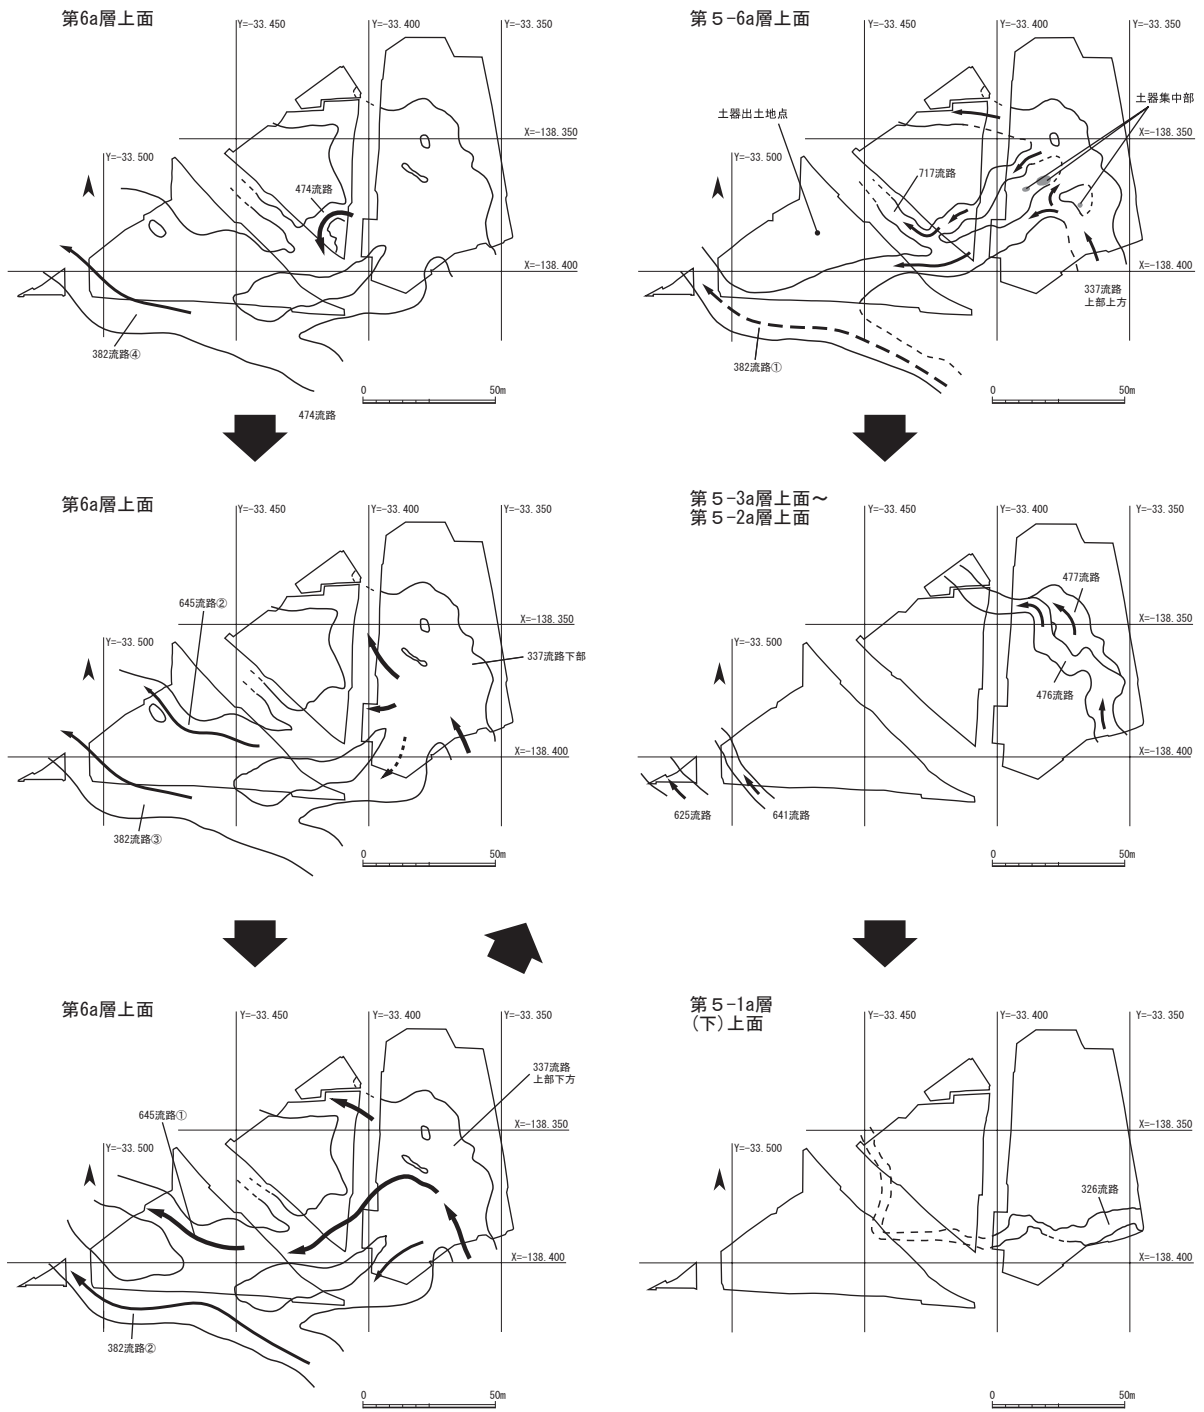 第6a層上面
Y=-33.450
Y=-33.400
Y=-33.350
X=-138.350
Y=-33.500
474流路
X=-138.400
382流路④
0
50m
474流路
第6a層上面
Y=-33.450
Y=-33.400
Y=-33.350
645流路②
X=-138.350
Y=-33.500
337流路下部
X=-138.400
382流路③
0
50m
第6a層上面
Y=-33.450
Y=-33.400
Y=-33.350
337流路
上部下方
645流路①
X=-138.350
Y=-33.500
X=-138.400
382流路②
0
50m
第5-6a層上面
Y=-33.450
Y=-33.400
Y=-33.350
土器集中部
土器出土地点
X=-138.350
Y=-33.500
717流路
X=-138.400
337流路
上部上方
382流路①
0
50m
第5-3a層上面～
第5-2a層上面
Y=-33.450
Y=-33.400
Y=-33.350
477流路
X=-138.350
Y=-33.500
476流路
X=-138.400
625流路
641流路
0
50m
第5-1a層
(下)上面
Y=-33.450
Y=-33.400
Y=-33.350
X=-138.350
Y=-33.500
326流路
X=-138.400
0
50m